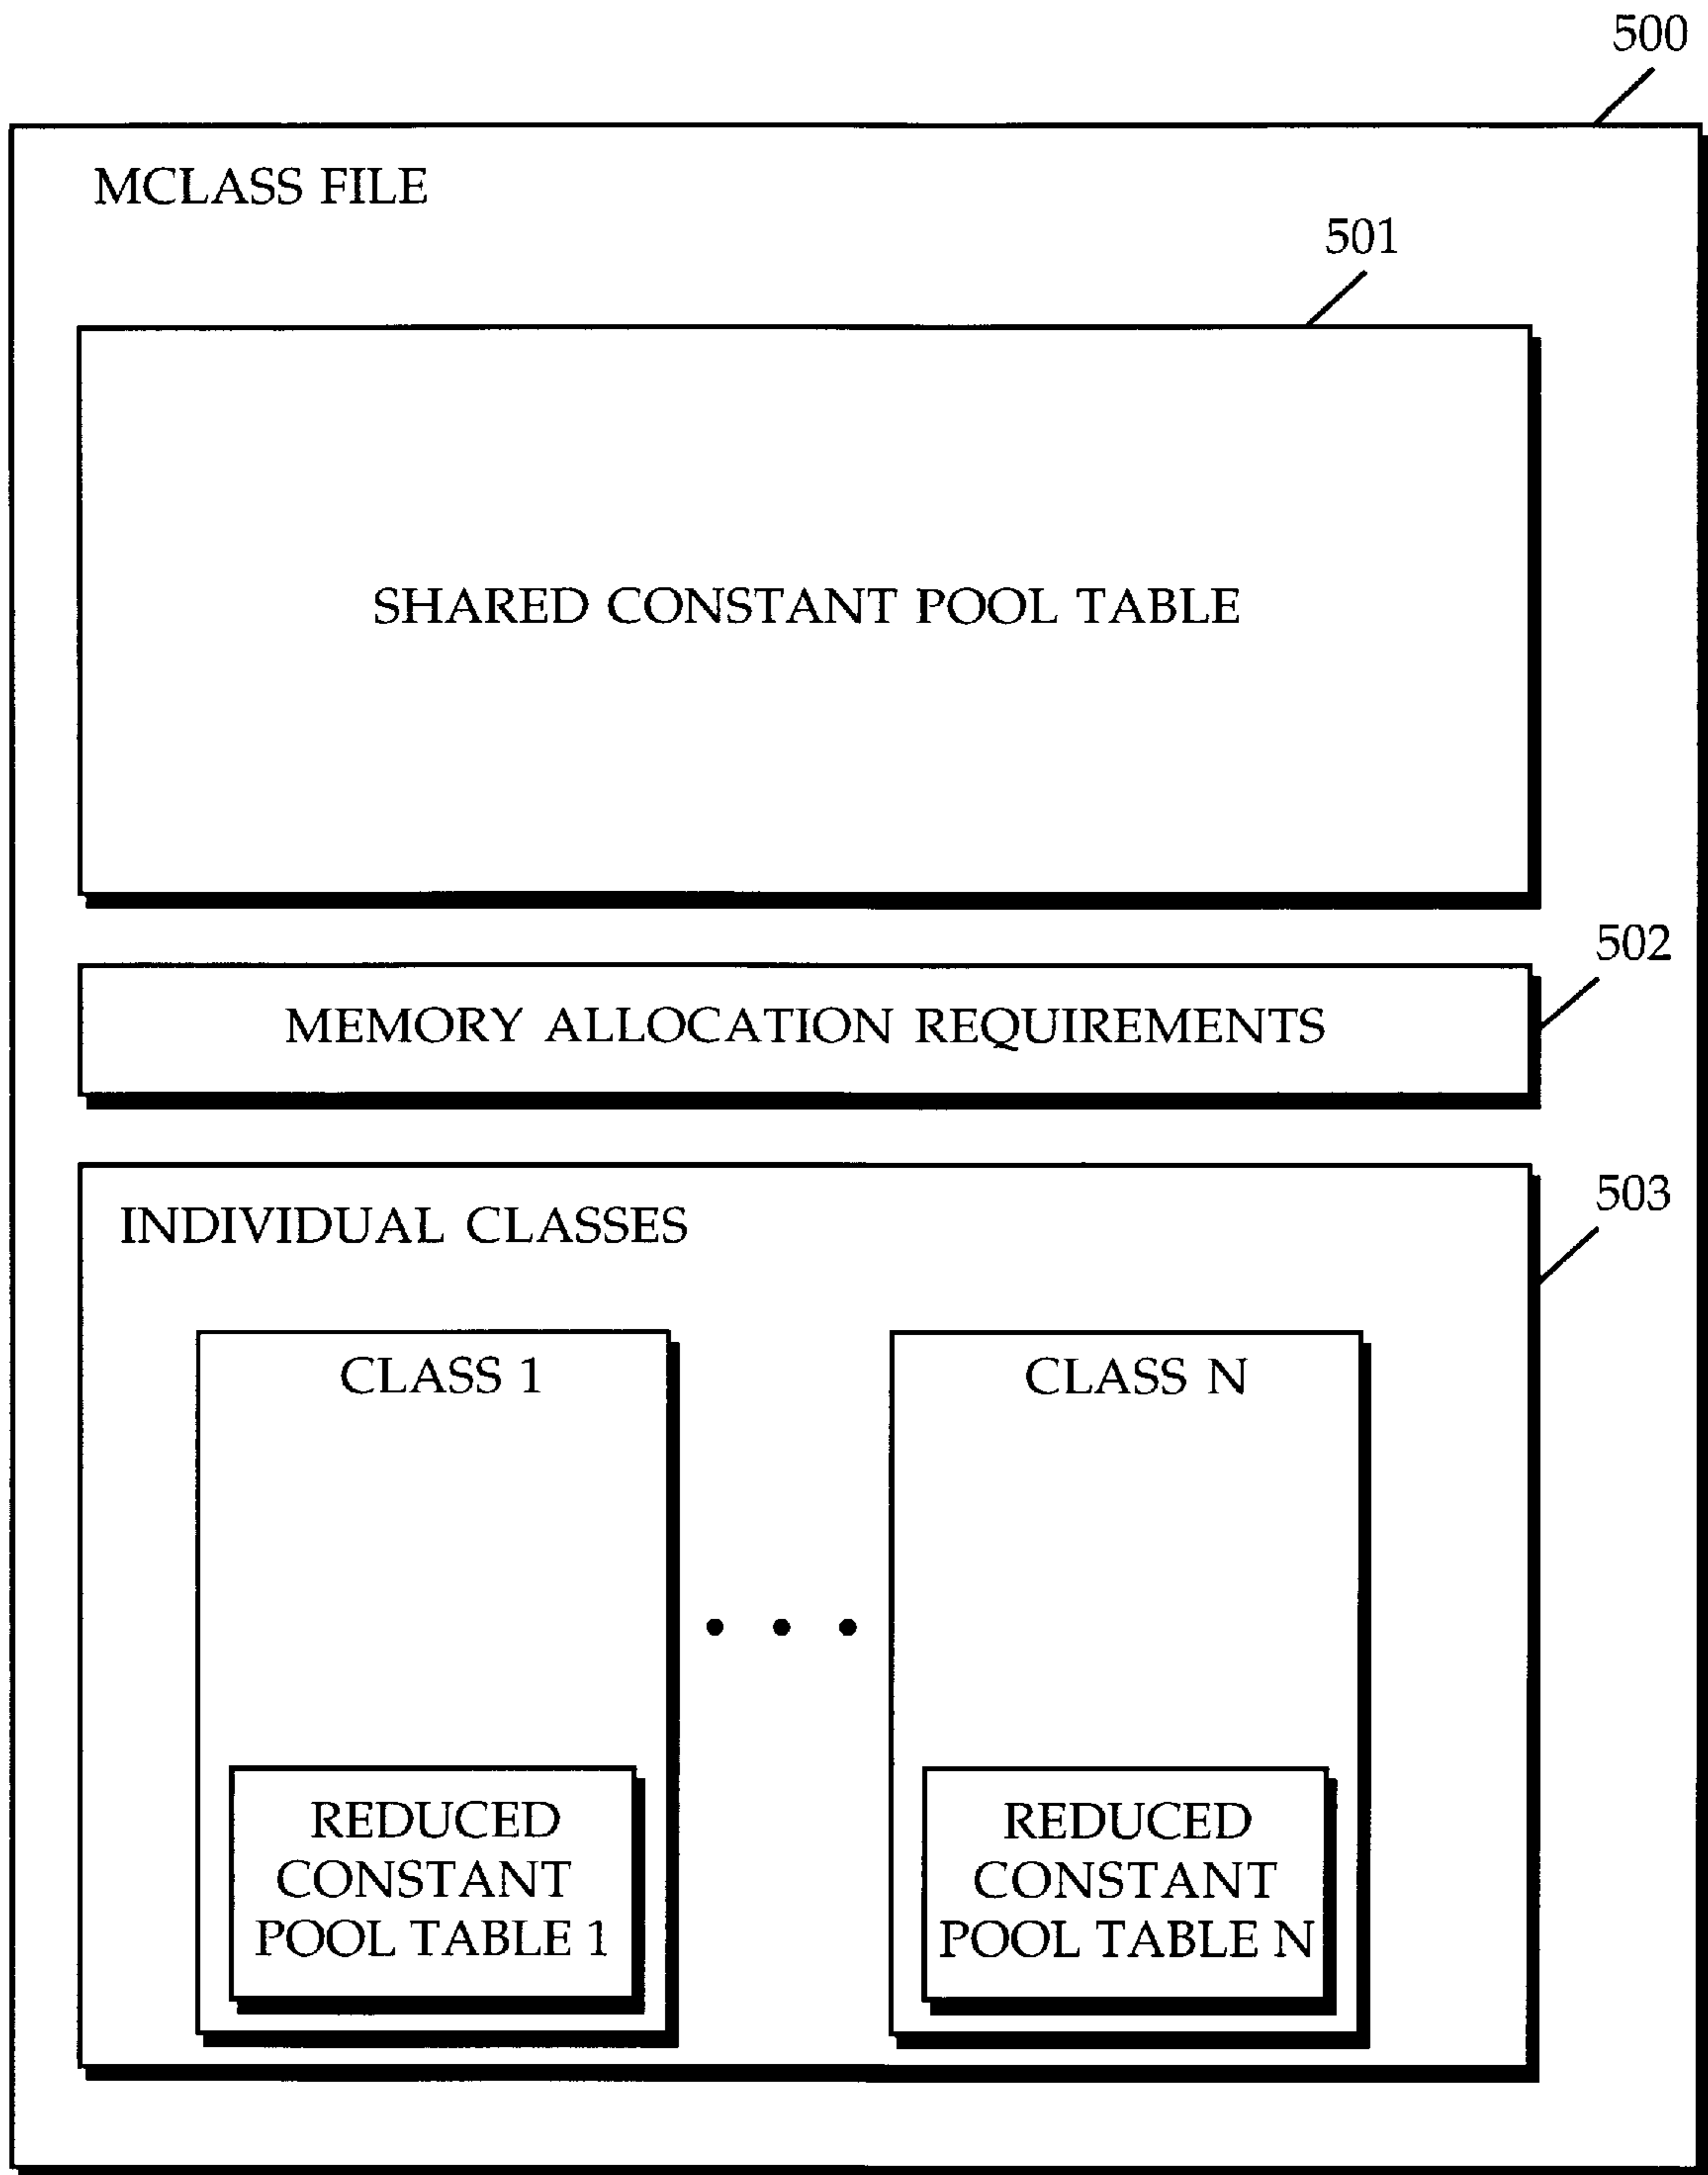 500
MCLASS FILE
501
SHARED CONSTANT POOL TABLE
502
MEMORY ALLOCATION REQUIREMENTS
503
INDIVIDUAL CLASSES
CLASS 1
REDUCED
CONSTANT
POOL TABLE 1
CLASS N
REDUCED
CONSTANT
POOL TABLE N